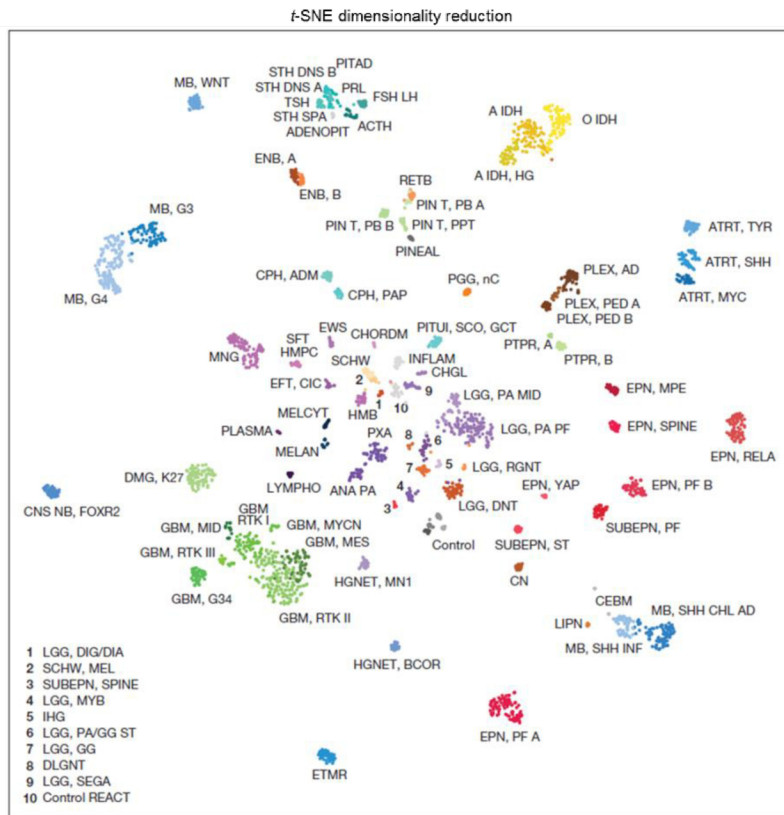 t-SNE dimensionality reduction
MB, WNT
STH DNS B
PITAD
STH DNS A
PRL
TSH
FSH LH
STH SPA
ADENOPIT
ACTH
A IDH
O IDH
A IDH, HG
ENB, A
ENB, B
RETB
PIN T, PB A
PIN T, PB B
PIN T, PPT
PINEAL
MB, G3
MB, G4
ATRT, TYR
ATRT, SHH
ATRT, MYC
CPH, ADM
CPH, PAP
PGG, nC
PLEX, AD
PLEX, PED A
PLEX, PED B
PTPR, A
PTPR, B
MNG
SFT
HMPC
EWS
CHORDM
PITUI, SCO, GCT
SCHW
INFLAM
CHGL
2
9
EFT, CIC
1
10
HMB
LGG, PA MID
EPN, MPE
MELCYT
PLASMA
MELAN
PXA
8
6
LGG, PA PF
EPN, SPINE
EPN, RELA
DMG, K27
LYMPHO
ANA PA
7
5
LGG, RGNT
4
3
LGG, DNT
EPN, YAP
EPN, PF B
SUBEPN, PF
CNS NB, FOXR2
GBM, MID
GBM
RTK I
GBM, MYCN
GBM, MES
GBM, RTK III
GBM, G34
GBM, RTK II
Control
SUBEPN, ST
HGNET, MN1
CN
CEBM
LIPN
MB, SHH CHL AD
MB, SHH INF
HGNET, BCOR
EPN, PF A
ETMR
1 LGG, DIG/DIA
2 SCHW, MEL
3 SUBEPN, SPINE
4 LGG, MYB
5 IHG
6 LGG, PA/GG ST
7 LGG, GG
8 DLGNT
9 LGG, SEGA
10 Control REACT